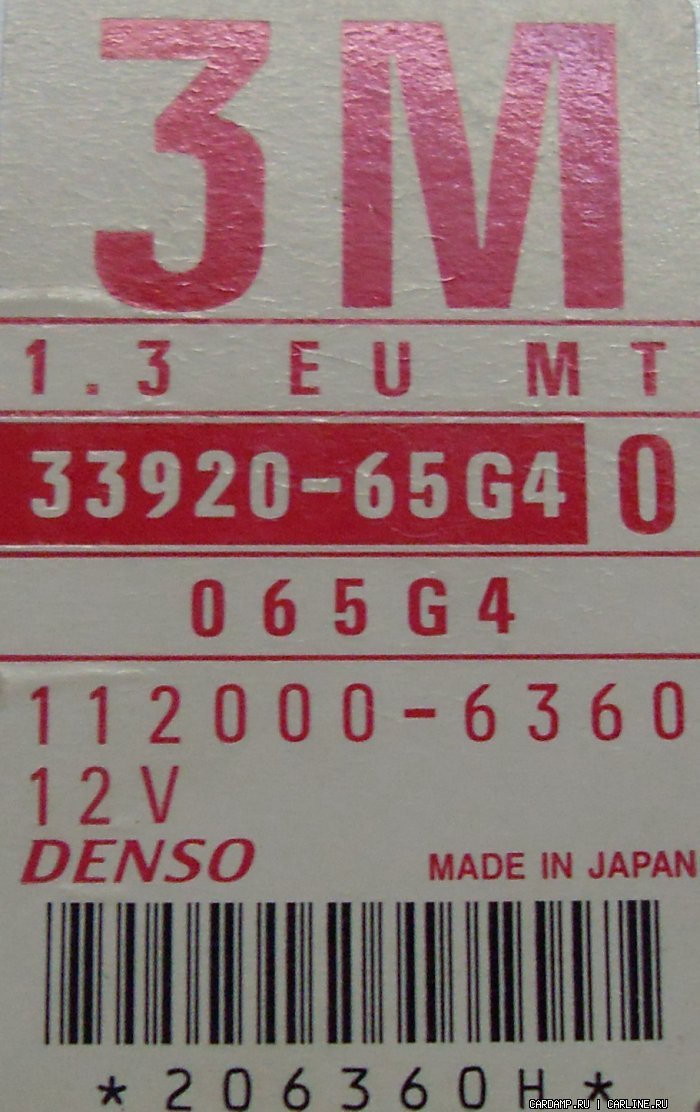 3M
1.3 EU MT
33920-65G4 0
065G4
112000-6360
12V
DENSO MADE IN JAPAN
*206360H*
CARDAMP.RU | CARLINE.RU